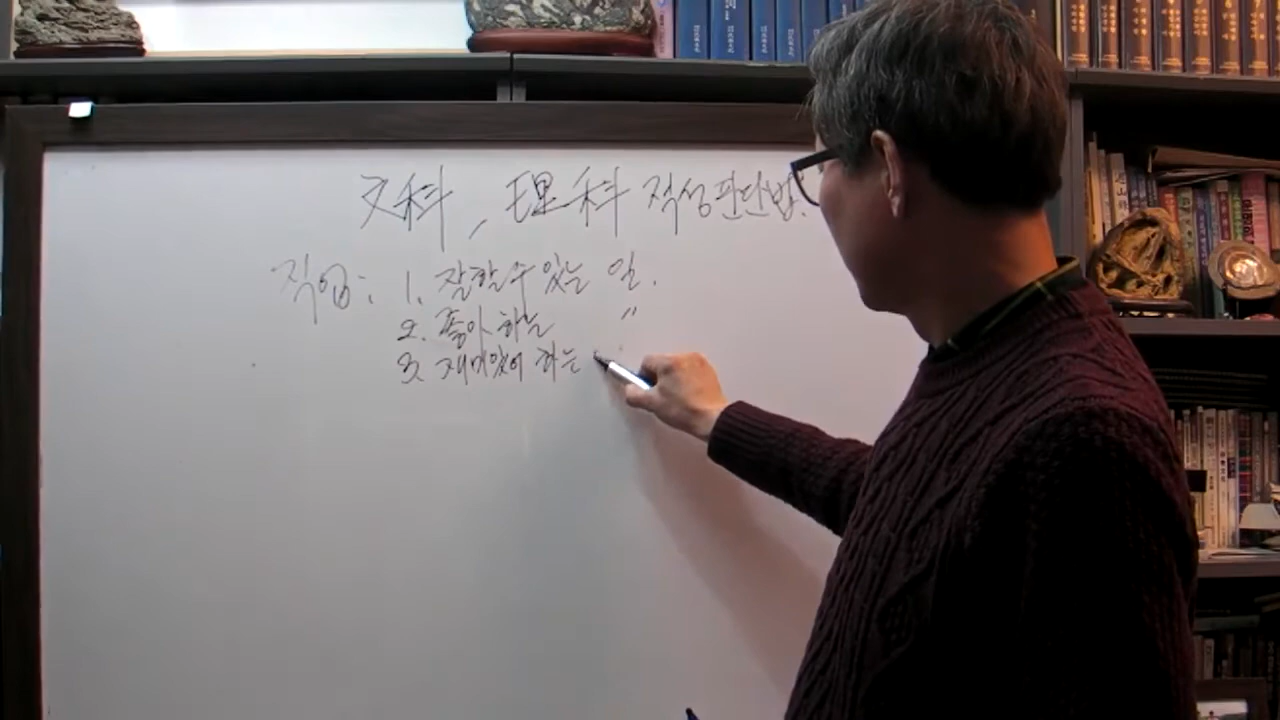 文科, 理科 적성판단법.
직업: 1. 잘할 수 있는 일.
2. 좋아 하는 〃
3. 재미있어 하는